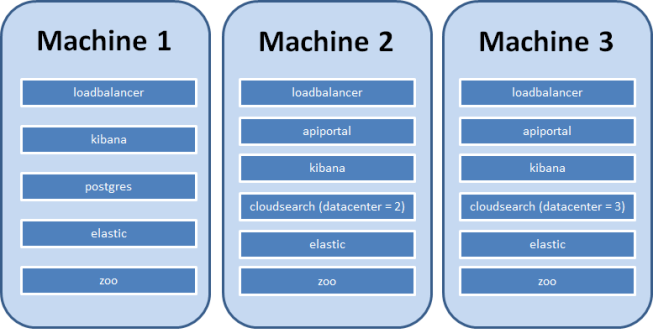 Machine 1
loadbalancer
kibana
postgres
elastic
zoo
Machine 2
loadbalancer
apiportal
kibana
cloudsearch (datacenter = 2)
elastic
zoo
Machine 3
loadbalancer
apiportal
kibana
cloudsearch (datacenter = 3)
elastic
zoo